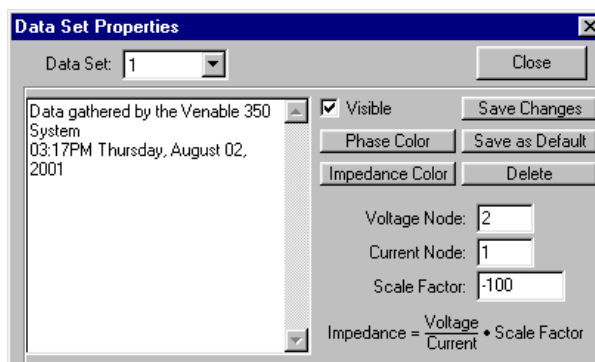 Data Set Properties
Data Set: 1
Close
Data gathered by the Venable 350
System
03:17PM Thursday, August 02,
2001
Visible
Save Changes
Phase Color
Save as Default
Impedance Color
Delete
Voltage Node: 2
Current Node: 1
Scale Factor: -100
Impedance = Voltage/Current • Scale Factor